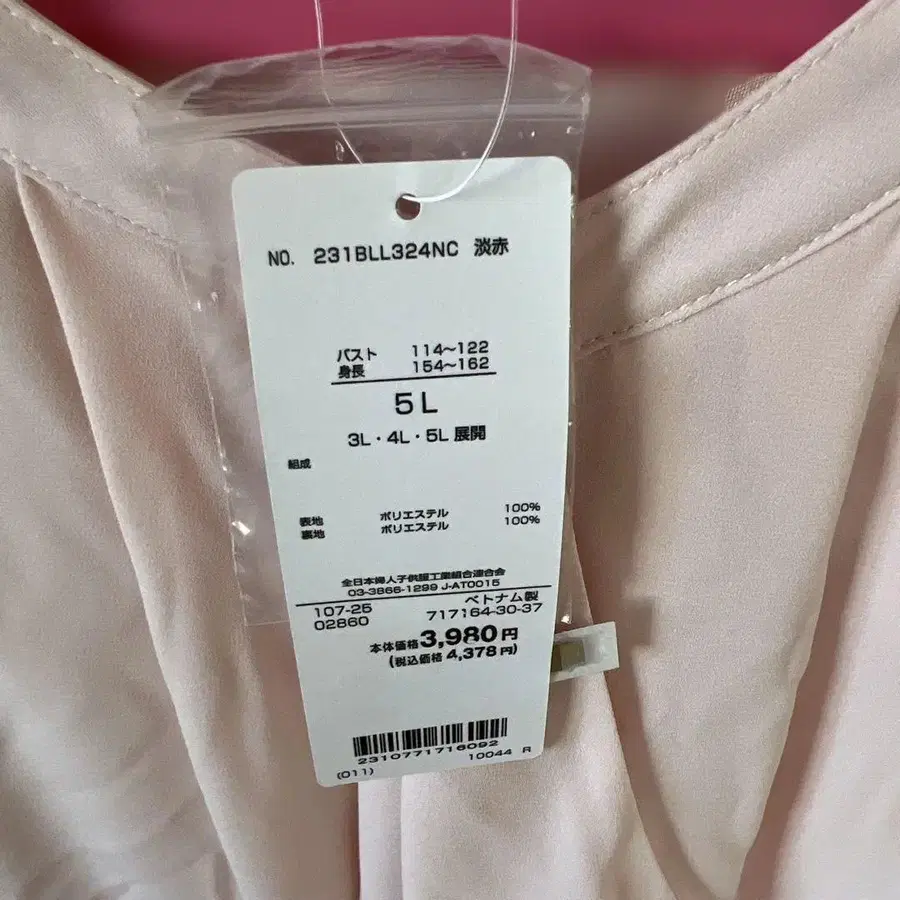 NO. 231BLL324NC 淡赤
バスト 114~122
身長 154~162
5L
3L・4L・5L 展開
組成
表地 ポリエステル 100%
裏地 ポリエステル 100%
全日本婦人子供服工業組合連合会
03-3866-1299 J-AT0015
107-25 ベトナム製
02860 717164-30-37
本体価格 3,980円
(税込価格 4,378円)
2310771716092
(011) 10044 R